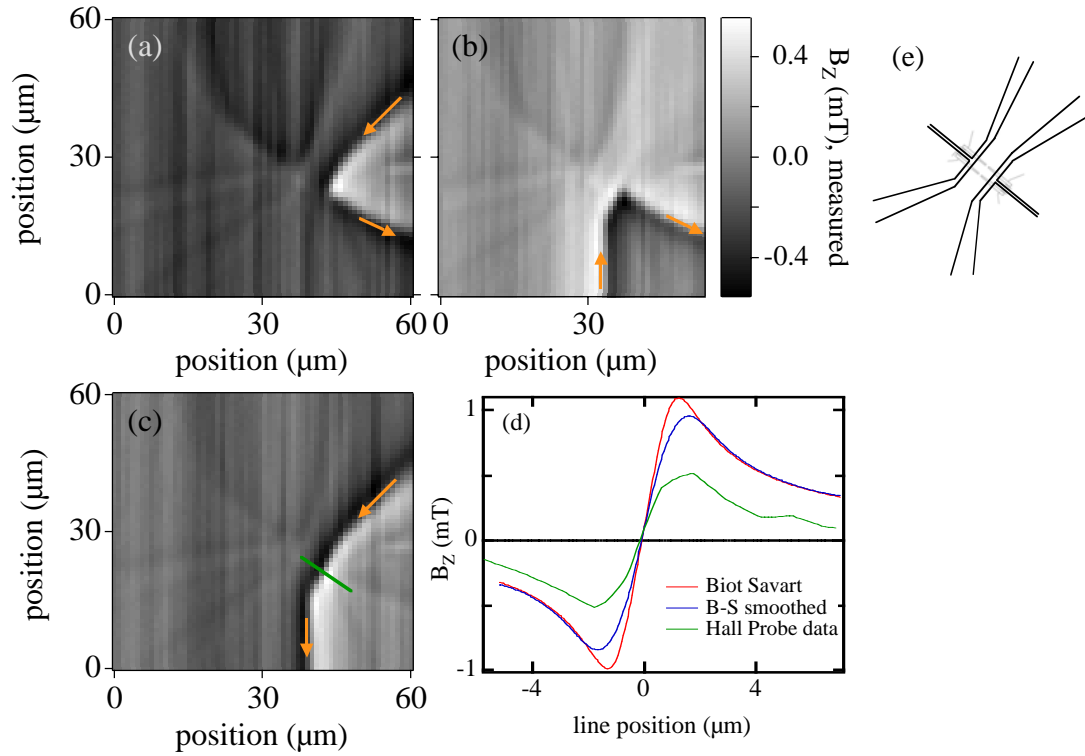 (a)
60
30
0
position (µm)
0
30
60
position (µm)
(b)
0
30
position (µm)
0.4
0.0
-0.4
B_Z (mT), measured
(e)
(c)
60
30
0
position (µm)
0
30
60
position (µm)
(d)
1
0
-1
B_Z (mT)
Biot Savart
B-S smoothed
Hall Probe data
-4
0
4
line position (µm)